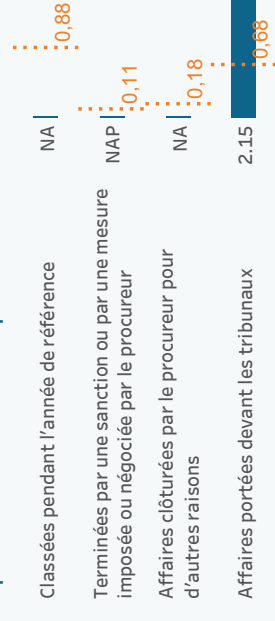 0,88
NA
Classées pendant l'année de référence
0,11
NAP
Terminées par une sanction ou par une mesure
imposée ou négociée par le procureur
0,18
NA
Affaires clôturées par le procureur pour
d'autres raisons
0,68
2.15
Affaires portées devant les tribunaux